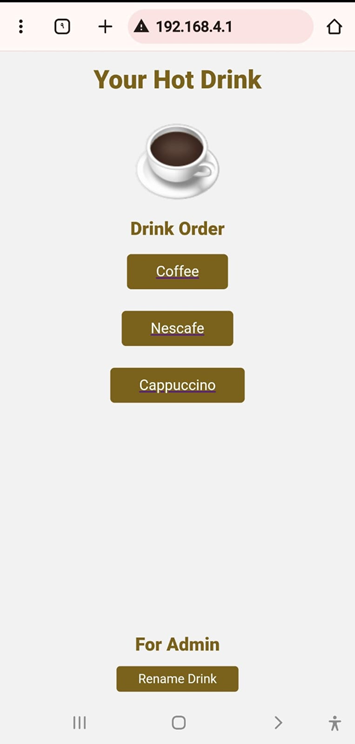 192.168.4.1
Your Hot Drink
Drink Order
Coffee
Nescafe
Cappuccino
For Admin
Rename Drink